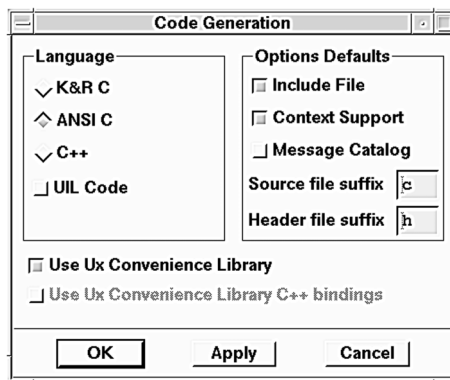 Code Generation
Language
K&R C
ANSI C
C++
UIL Code
Options Defaults
Include File
Context Support
Message Catalog
Source file suffix c
Header file suffix h
Use Ux Convenience Library
Use Ux Convenience Library C++ bindings
OK Apply Cancel